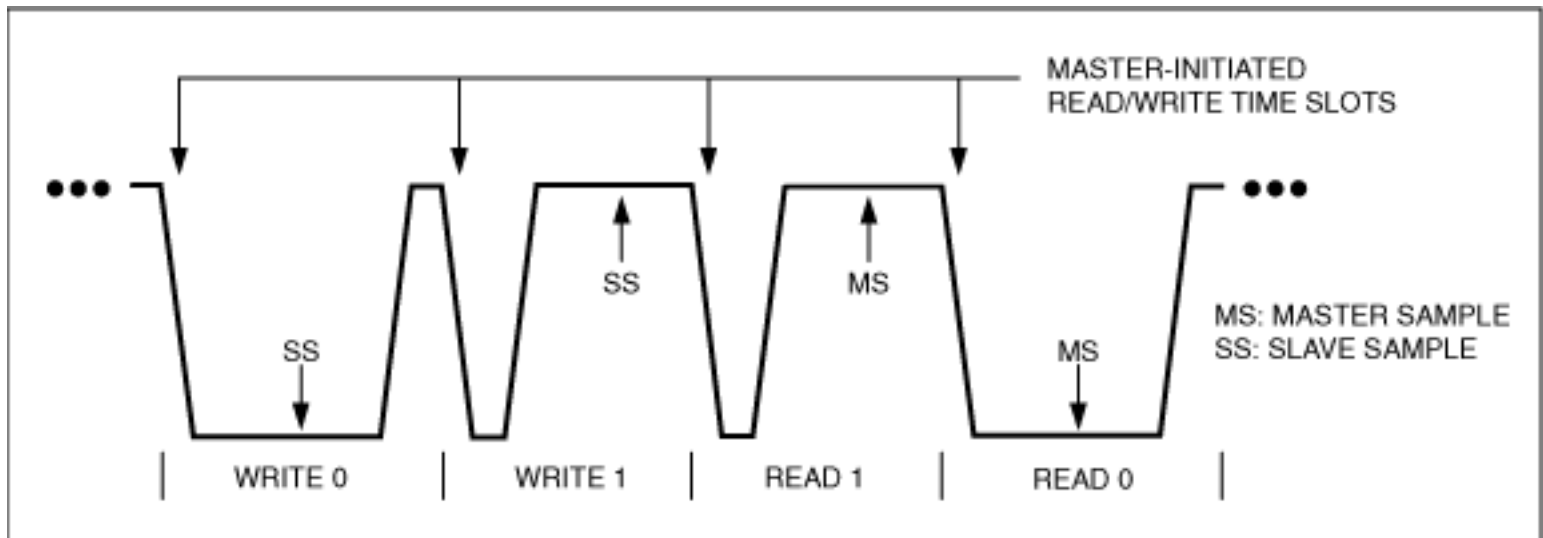 MASTER-INITIATED
READ/WRITE TIME SLOTS
SS
MS
MS: MASTER SAMPLE
SS: SLAVE SAMPLE
SS
MS
WRITE 0
WRITE 1
READ 1
READ 0